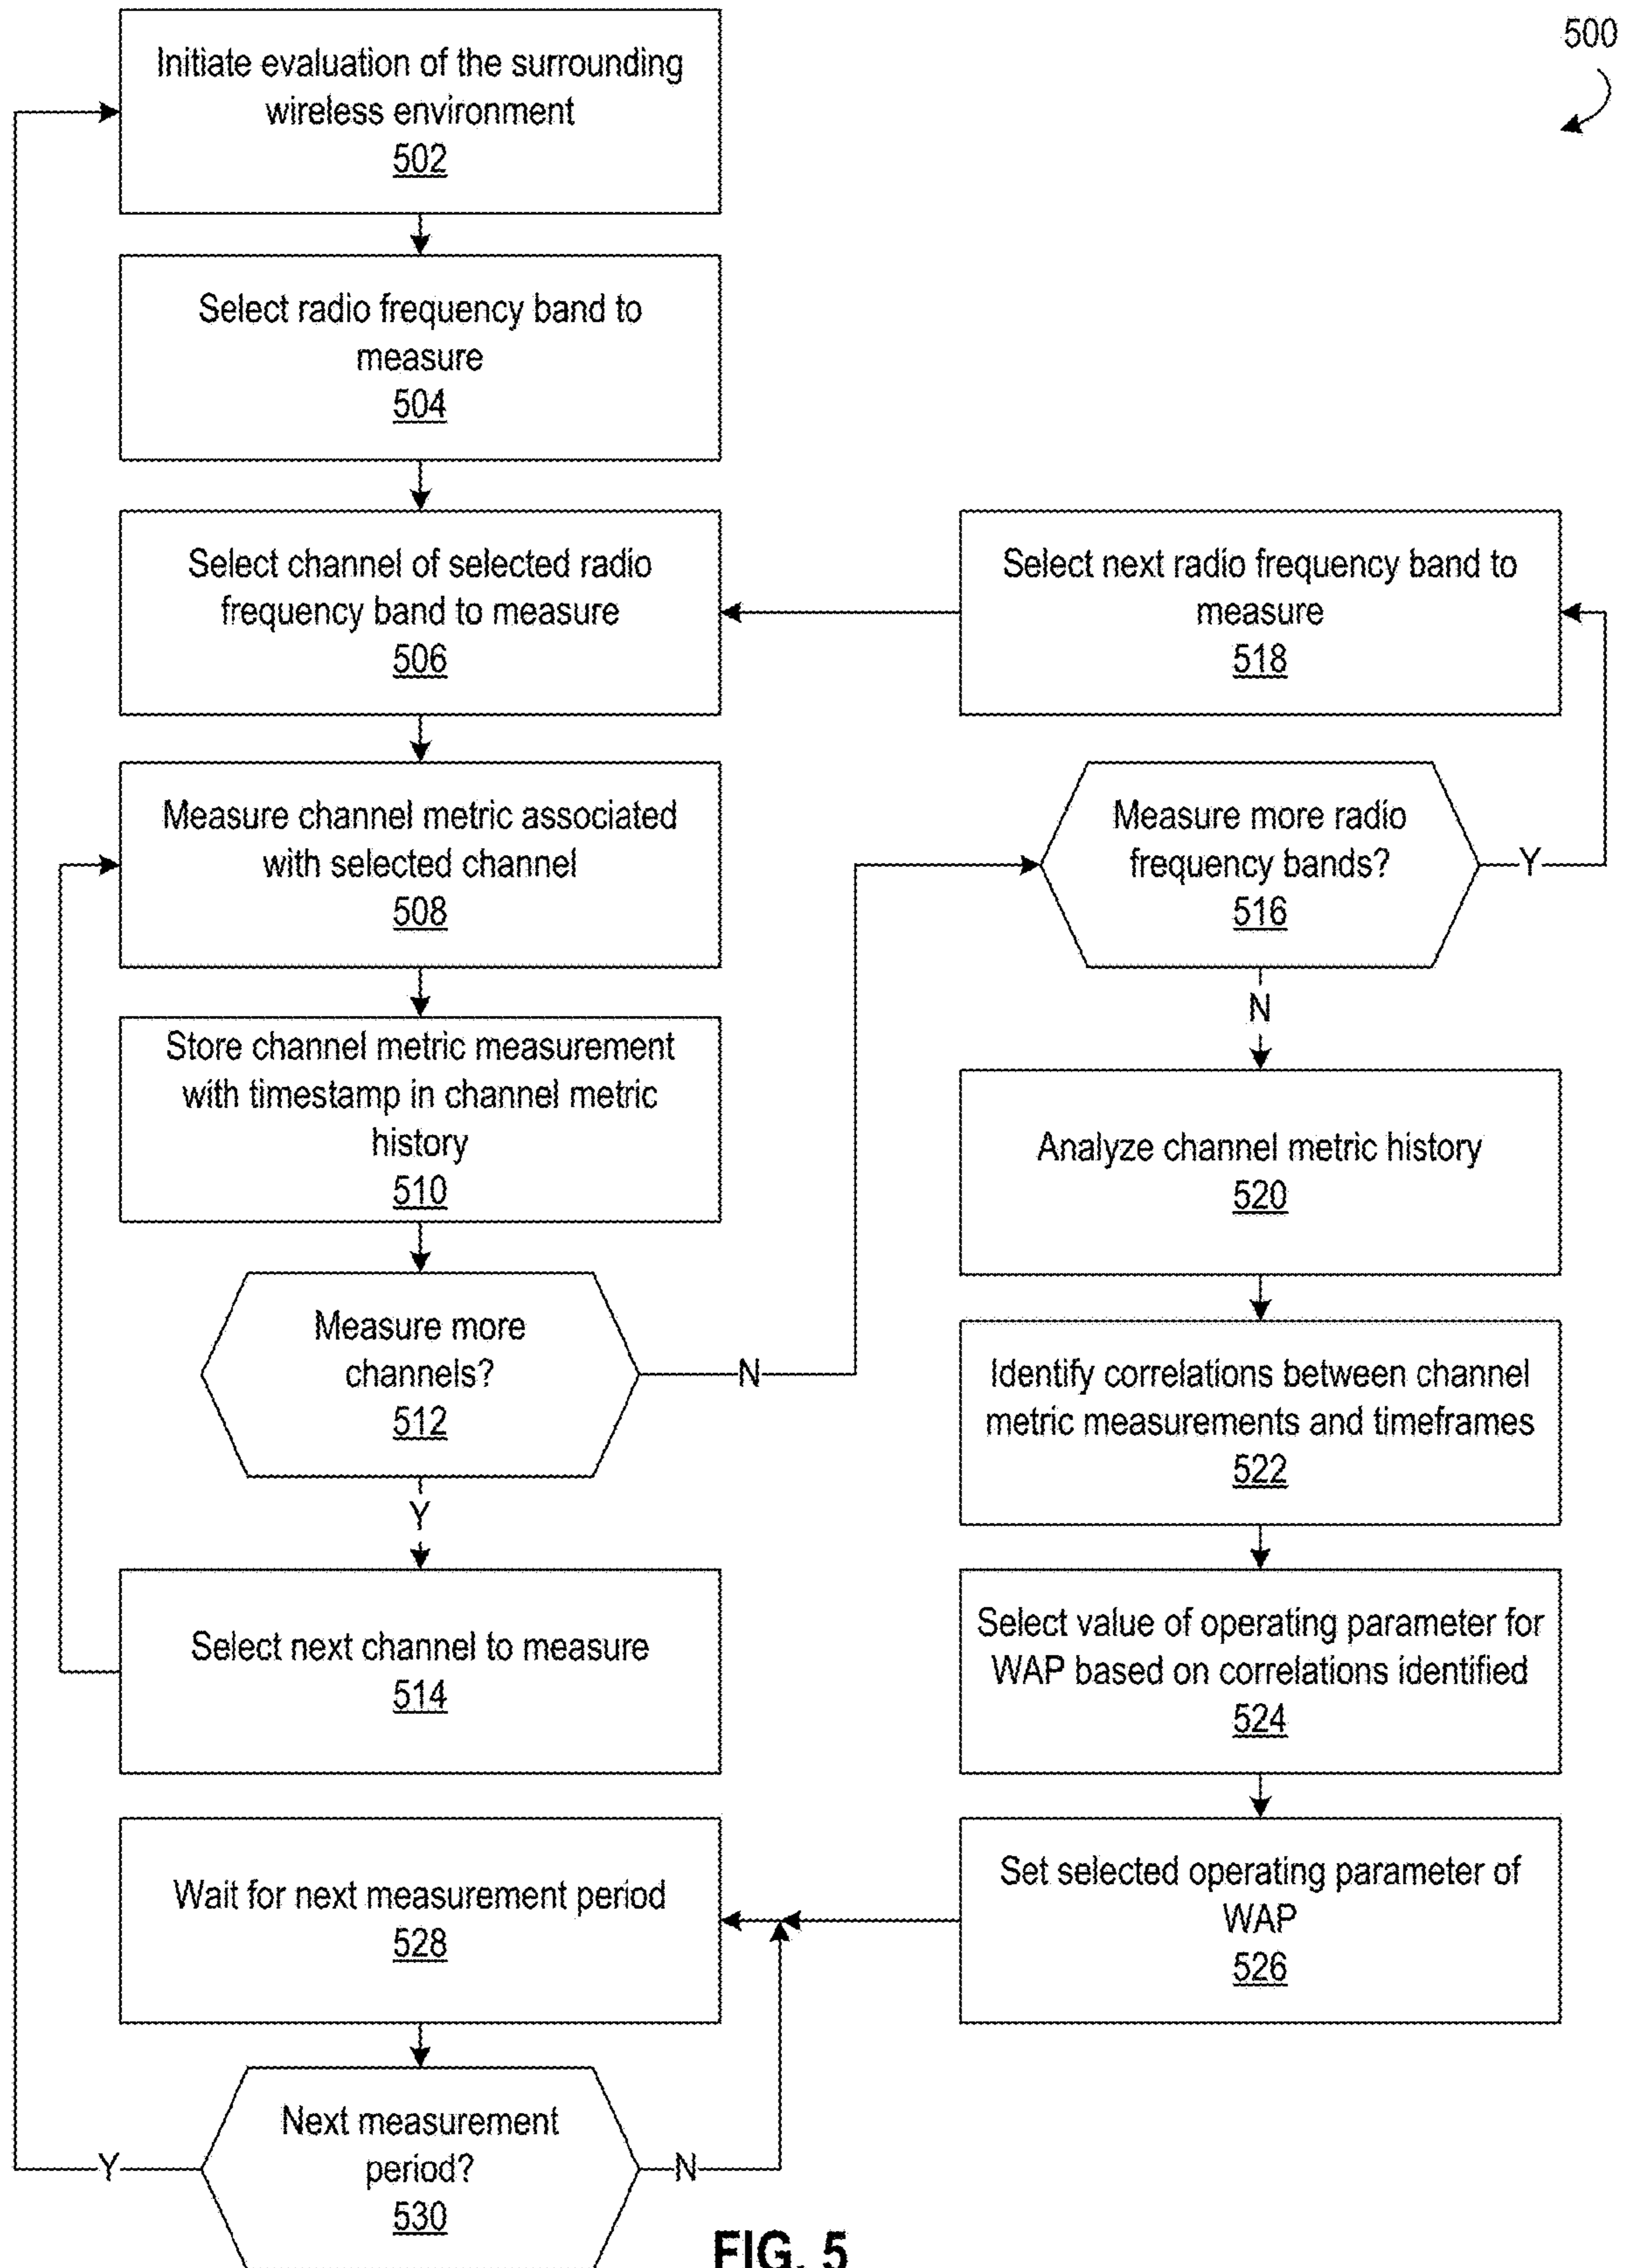 500
Initiate evaluation of the surrounding
wireless environment
502
Select radio frequency band to
measure
504
Select channel of selected radio
frequency band to measure
506
Select next radio frequency band to
measure
518
Measure channel metric associated
with selected channel
508
Measure more radio
frequency bands?
516
Y
N
Store channel metric measurement
with timestamp in channel metric
history
510
Analyze channel metric history
520
Measure more
channels?
512
N
Y
Identify correlations between channel
metric measurements and timeframes
522
Select next channel to measure
514
Select value of operating parameter for
WAP based on correlations identified
524
Wait for next measurement period
528
Set selected operating parameter of
WAP
526
Next measurement
period?
530
Y
N
FIG. 5